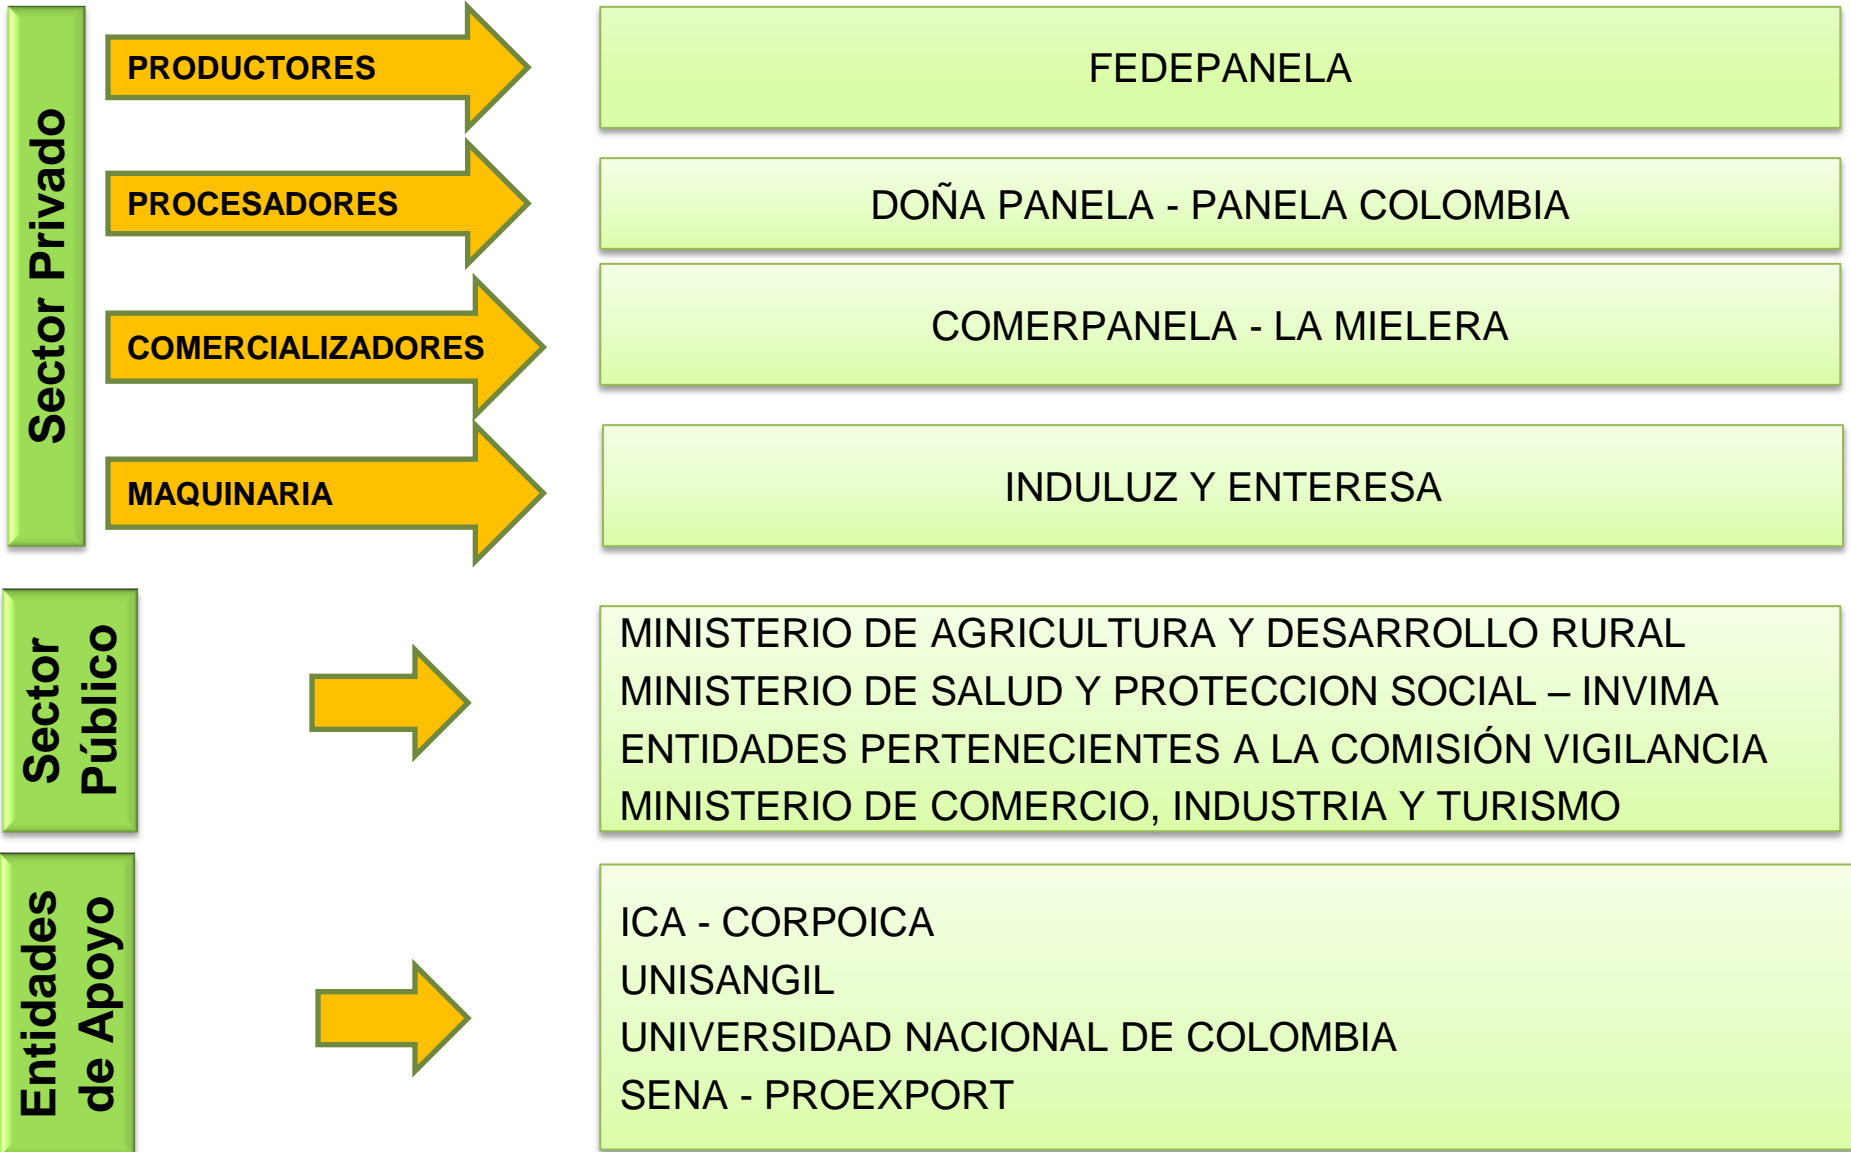 Sector Privado
PRODUCTORES
FEDEPANELA
PROCESADORES
DOÑA PANELA - PANELA COLOMBIA
COMERCIALIZADORES
COMERPANELA - LA MIELERA
MAQUINARIA
INDULUZ Y ENTERESA
Sector
Público
MINISTERIO DE AGRICULTURA Y DESARROLLO RURAL
MINISTERIO DE SALUD Y PROTECCION SOCIAL – INVIMA
ENTIDADES PERTENECIENTES A LA COMISIÓN VIGILANCIA
MINISTERIO DE COMERCIO, INDUSTRIA Y TURISMO
Entidades
de Apoyo
ICA - CORPOICA
UNISANGIL
UNIVERSIDAD NACIONAL DE COLOMBIA
SENA - PROEXPORT